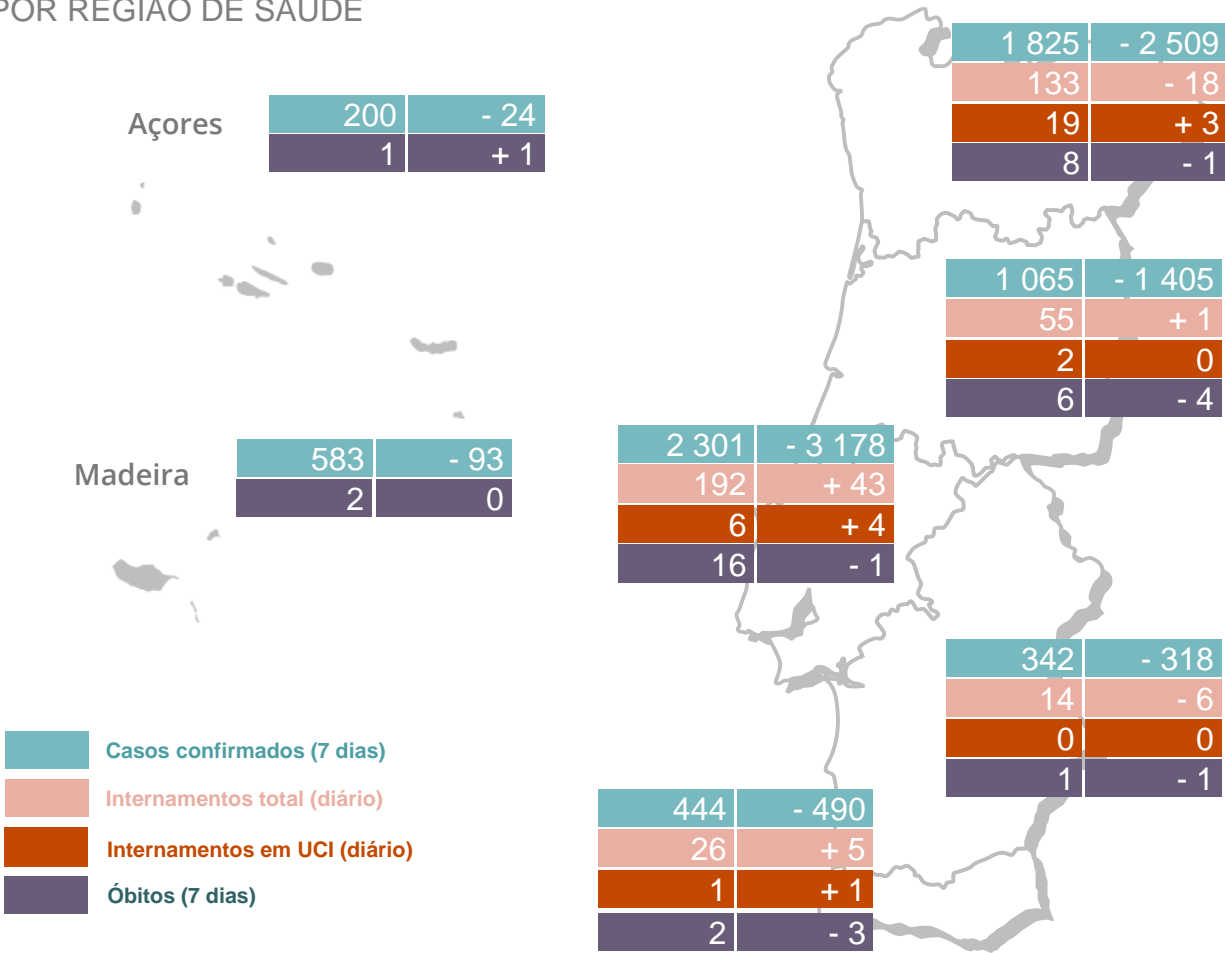 POR REGIÃO DE SAÚDE
1 825 - 2 509
133 - 18
19 + 3
8 - 1
Açores
200 - 24
1 + 1
1 065 - 1 405
55 + 1
2 0
6 - 4
Madeira
583 - 93
2 0
2 301 - 3 178
192 + 43
6 + 4
16 - 1
342 - 318
14 - 6
0 0
1 - 1
Casos confirmados (7 dias)
Internamentos total (diário)
Internamentos em UCI (diário)
Óbitos (7 dias)
444 - 490
26 + 5
1 + 1
2 - 3